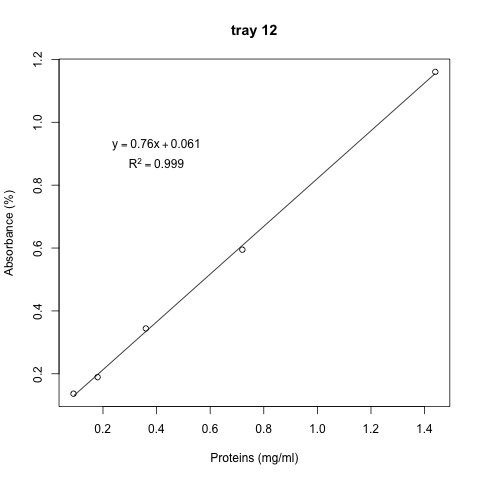 tray 12
y = 0.76x + 0.061
R² = 0.999
Absorbance (%)
1.2
1.0
0.8
0.6
0.4
0.2
0.2 0.4 0.6 0.8 1.0 1.2 1.4
Proteins (mg/ml)